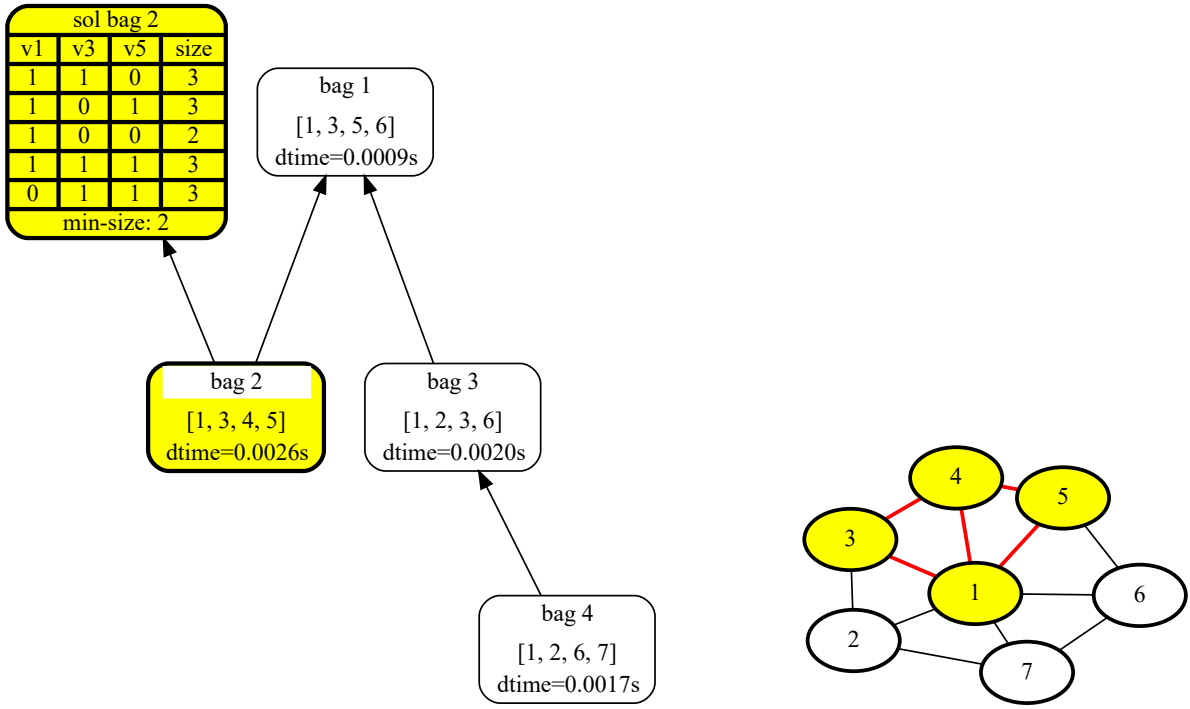 sol bag 2
v1 v3 v5 size
1 1 0 3
1 0 1 3
1 0 0 2
1 1 1 3
0 1 1 3
min-size: 2
bag 1
[1, 3, 5, 6]
dtime=0.0009s
bag 2
[1, 3, 4, 5]
dtime=0.0026s
bag 3
[1, 2, 3, 6]
dtime=0.0020s
bag 4
[1, 2, 6, 7]
dtime=0.0017s
4
5
3
1
6
2
7